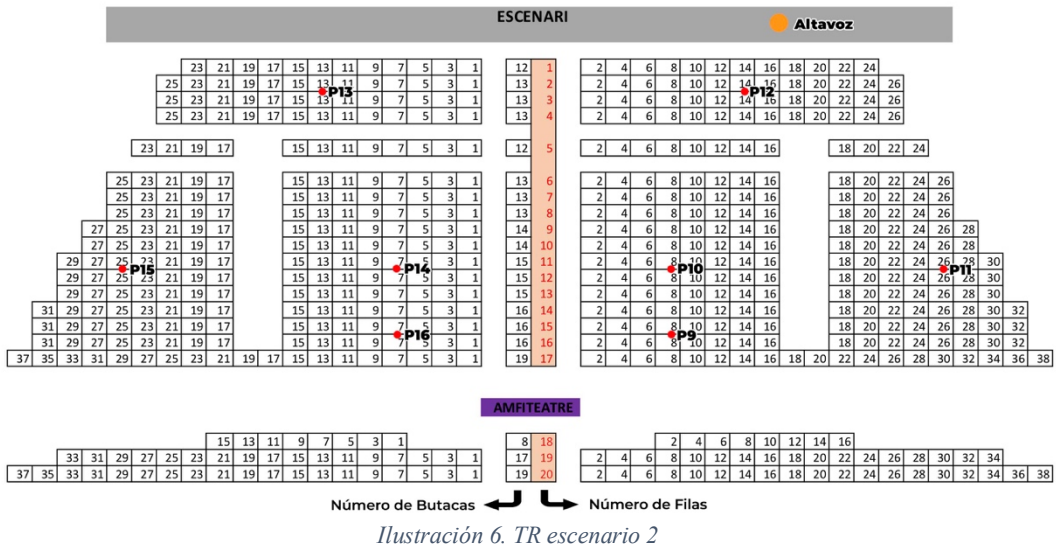 ESCENARI
Altavoz
23 21 19 17 15 13 11 9 7 5 3 1 12 1 2 4 6 8 10 12 14 16 18 20 22 24
25 23 21 19 17 15 13 11 9 7 5 3 1 13 2 2 4 6 8 10 12 14 16 18 20 22 24 26
P13 P12
25 23 21 19 17 15 13 11 9 7 5 3 1 13 3 2 4 6 8 10 12 14 16 18 20 22 24 26
25 23 21 19 17 15 13 11 9 7 5 3 1 13 4 2 4 6 8 10 12 14 16 18 20 22 24 26
23 21 19 17 15 13 11 9 7 5 3 1 12 5 2 4 6 8 10 12 14 16 18 20 22 24
25 23 21 19 17 15 13 11 9 7 5 3 1 13 6 2 4 6 8 10 12 14 16 18 20 22 24 26
25 23 21 19 17 15 13 11 9 7 5 3 1 13 7 2 4 6 8 10 12 14 16 18 20 22 24 26
25 23 21 19 17 15 13 11 9 7 5 3 1 13 8 2 4 6 8 10 12 14 16 18 20 22 24 26
27 25 23 21 19 17 15 13 11 9 7 5 3 1 14 9 2 4 6 8 10 12 14 16 18 20 22 24 26 28
27 25 23 21 19 17 15 13 11 9 7 5 3 1 14 10 2 4 6 8 10 12 14 16 18 20 22 24 26 28
29 27 25 23 21 19 17 15 13 11 9 7 5 3 1 15 11 2 4 6 8 10 12 14 16 18 20 22 24 26 28 30
P15 P14 P10 P11
29 27 25 23 21 19 17 15 13 11 9 7 5 3 1 15 12 2 4 6 8 10 12 14 16 18 20 22 24 26 28 30
29 27 25 23 21 19 17 15 13 11 9 7 5 3 1 15 13 2 4 6 8 10 12 14 16 18 20 22 24 26 28 30
31 29 27 25 23 21 19 17 15 13 11 9 7 5 3 1 16 14 2 4 6 8 10 12 14 16 18 20 22 24 26 28 30 32
31 29 27 25 23 21 19 17 15 13 11 9 7 5 3 1 16 15 2 4 6 8 10 12 14 16 18 20 22 24 26 28 30 32
P16 P9
31 29 27 25 23 21 19 17 15 13 11 9 7 5 3 1 16 16 2 4 6 8 10 12 14 16 18 20 22 24 26 28 30 32
37 35 33 31 29 27 25 23 21 19 17 15 13 11 9 7 5 3 1 19 17 2 4 6 8 10 12 14 16 18 20 22 24 26 28 30 32 34 36 38
AMFITEATRE
15 13 11 9 7 5 3 1 8 18 2 4 6 8 10 12 14 16
33 31 29 27 25 23 21 19 17 15 13 11 9 7 5 3 1 17 19 2 4 6 8 10 12 14 16 18 20 22 24 26 28 30 32 34
37 35 33 31 29 27 25 23 21 19 17 15 13 11 9 7 5 3 1 19 20 2 4 6 8 10 12 14 16 18 20 22 24 26 28 30 32 34 36 38
Número de Butacas Número de Filas
Ilustración 6. TR escenario 2